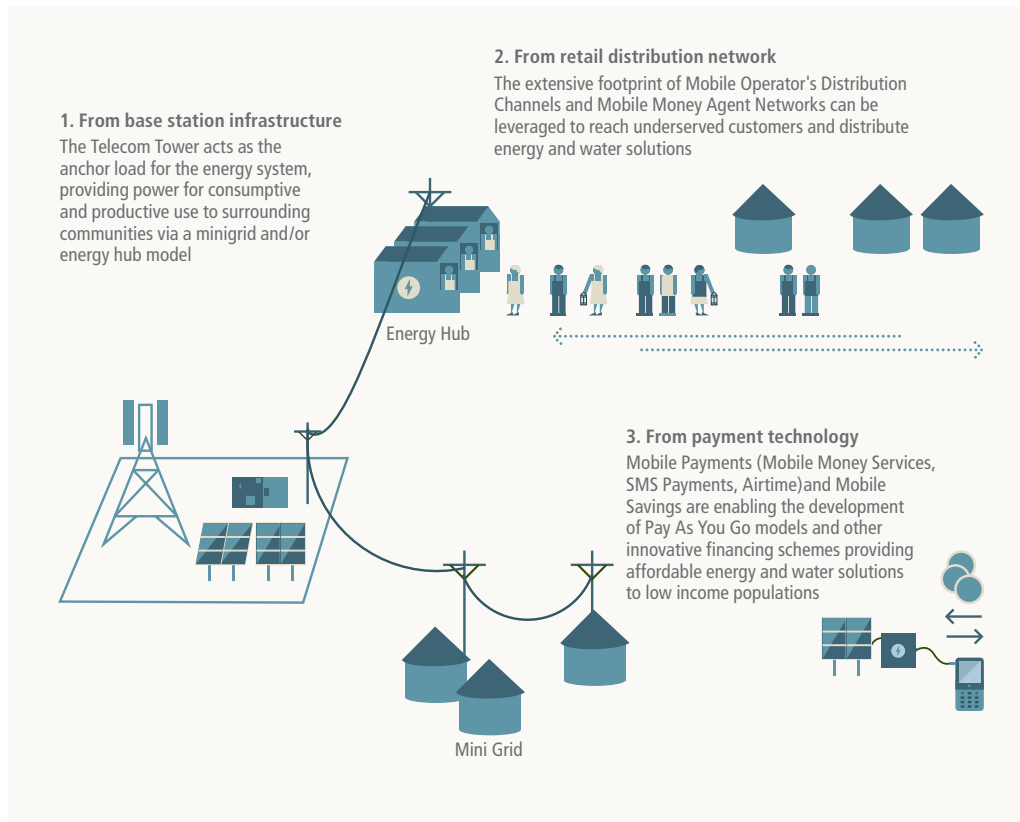 1. From base station infrastructure
The Telecom Tower acts as the
anchor load for the energy system,
providing power for consumptive
and productive use to surrounding
communities via a minigrid and/or
energy hub model
2. From retail distribution network
The extensive footprint of Mobile Operator's Distribution
Channels and Mobile Money Agent Networks can be
leveraged to reach underserved customers and distribute
energy and water solutions
Energy Hub
3. From payment technology
Mobile Payments (Mobile Money Services,
SMS Payments, Airtime)and Mobile
Savings are enabling the development
of Pay As You Go models and other
innovative financing schemes providing
affordable energy and water solutions
to low income populations
Mini Grid